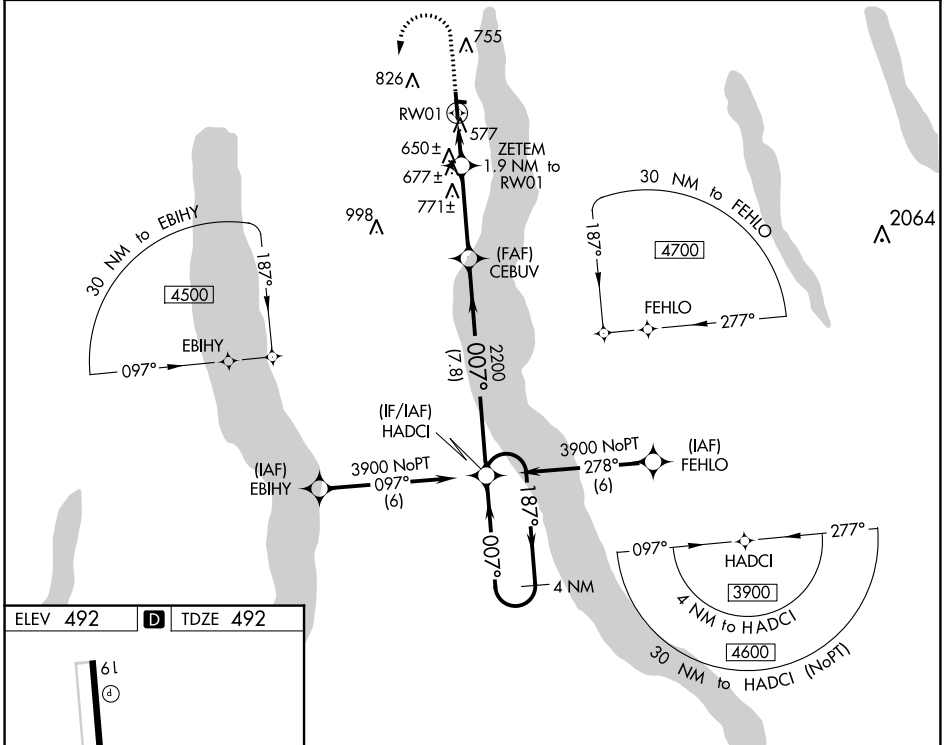 755
826
RW01
577
650±
ZETEM
1.9 NM to
RW01
677±
771±
998
30 NM to EBIHY
187°
4500
EBIHY
097°
30 NM to FEHLO
187°
4700
FEHLO
277°
2064
(FAF)
CEBUV
2200
007°
(7.8)
(IF/IAF)
HADCI
(IAF)
EBIHY
3900 NoPT
097°
(6)
3900 NoPT
278°
(6)
(IAF)
FEHLO
187°
007°
4 NM
097°
277°
HADCI
3900
4 NM to HADCI
4600
30 NM to HADCI (NoPT)
ELEV 492
D
TDZE 492
19
P